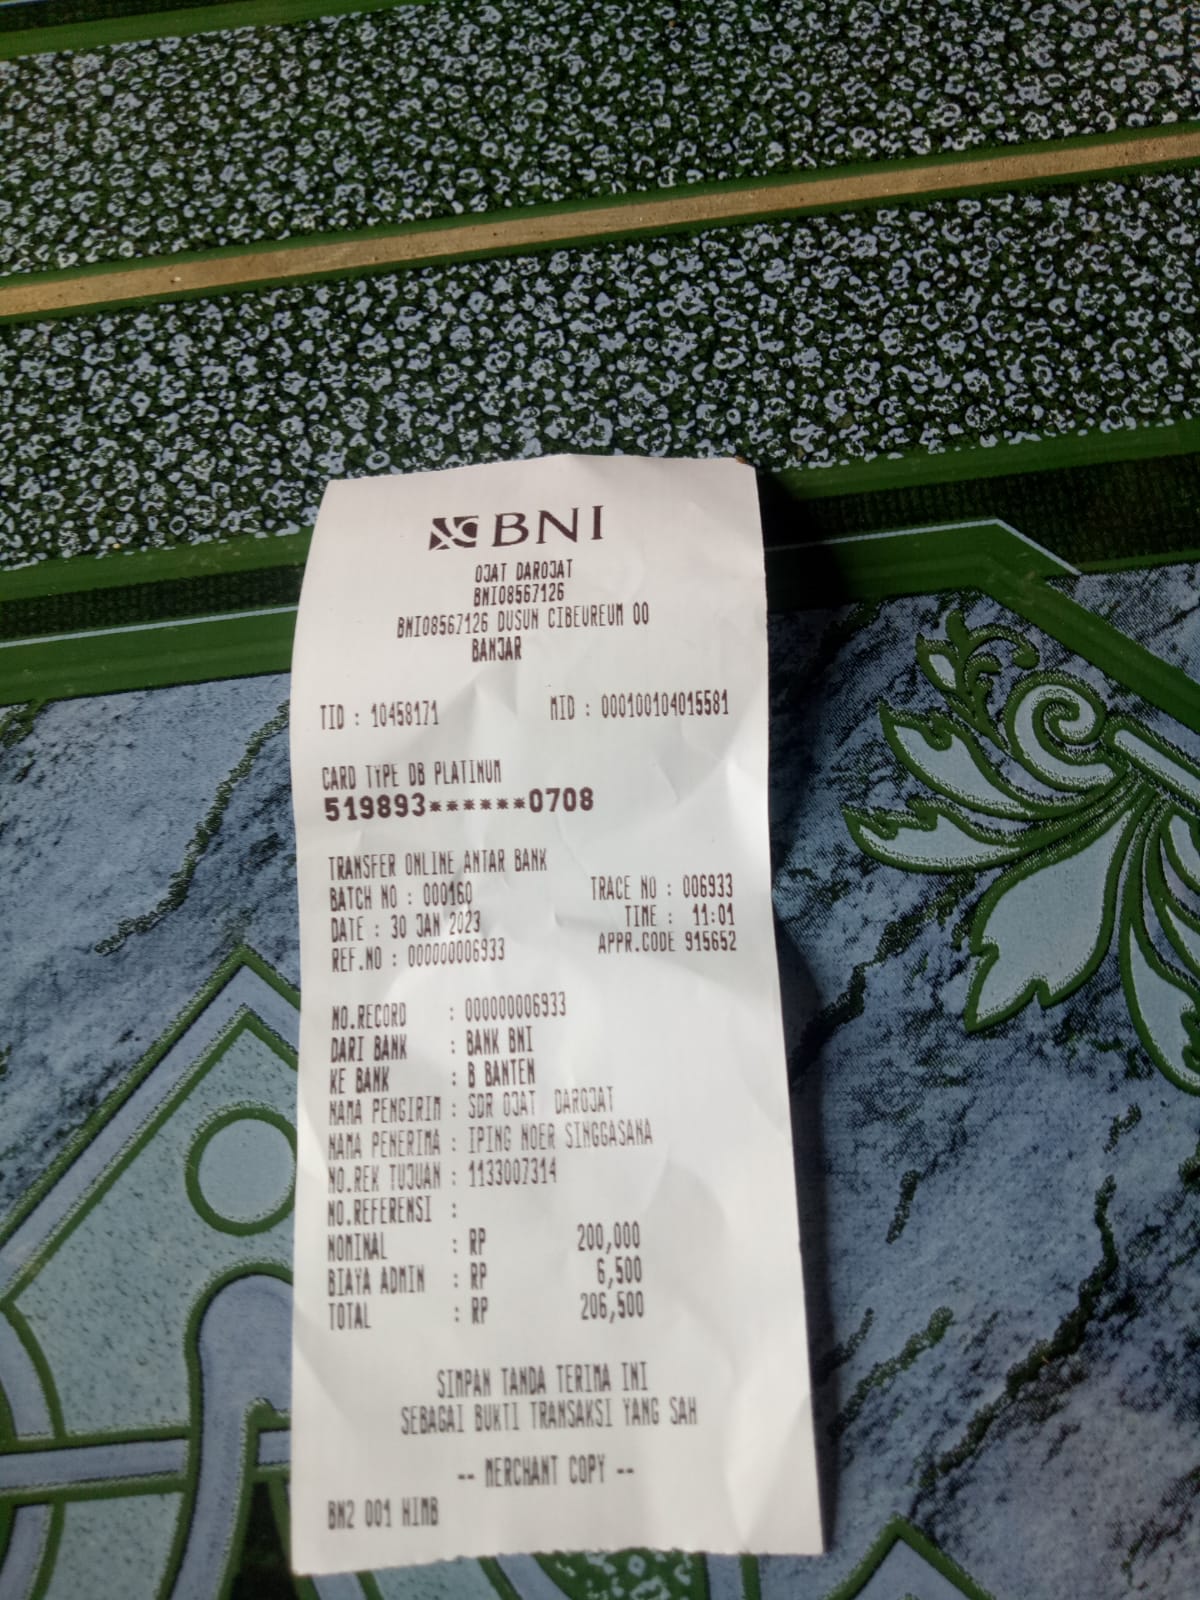 BNI
OJAT DAROJAT
BNI08567126
BNI08567126 DUSUN CIBEUREUM 00
BANJAR
TID : 10458171 MID : 000100104015581
CARD TYPE DB PLATINUM
519893******0708
TRANSFER ONLINE ANTAR BANK
BATCH NO : 000160 TRACE NO : 006933
DATE : 30 JAN 2023 TIME : 11:01
REF.NO : 000000006933 APPR.CODE 915652
NO.RECORD : 000000006933
DARI BANK : BANK BNI
KE BANK : B BANTEN
NAMA PENGIRIM : SDR OJAT DAROJAT
NAMA PENERIMA : IPING NOER SINGGASANA
NO.REK TUJUAN : 1133007314
NO.REFERENSI :
NOMINAL : RP 200,000
BIAYA ADMIN : RP 6,500
TOTAL : RP 206,500
SIMPAN TANDA TERIMA INI
SEBAGAI BUKTI TRANSAKSI YANG SAH
-- MERCHANT COPY --
BN2 001 HIMB